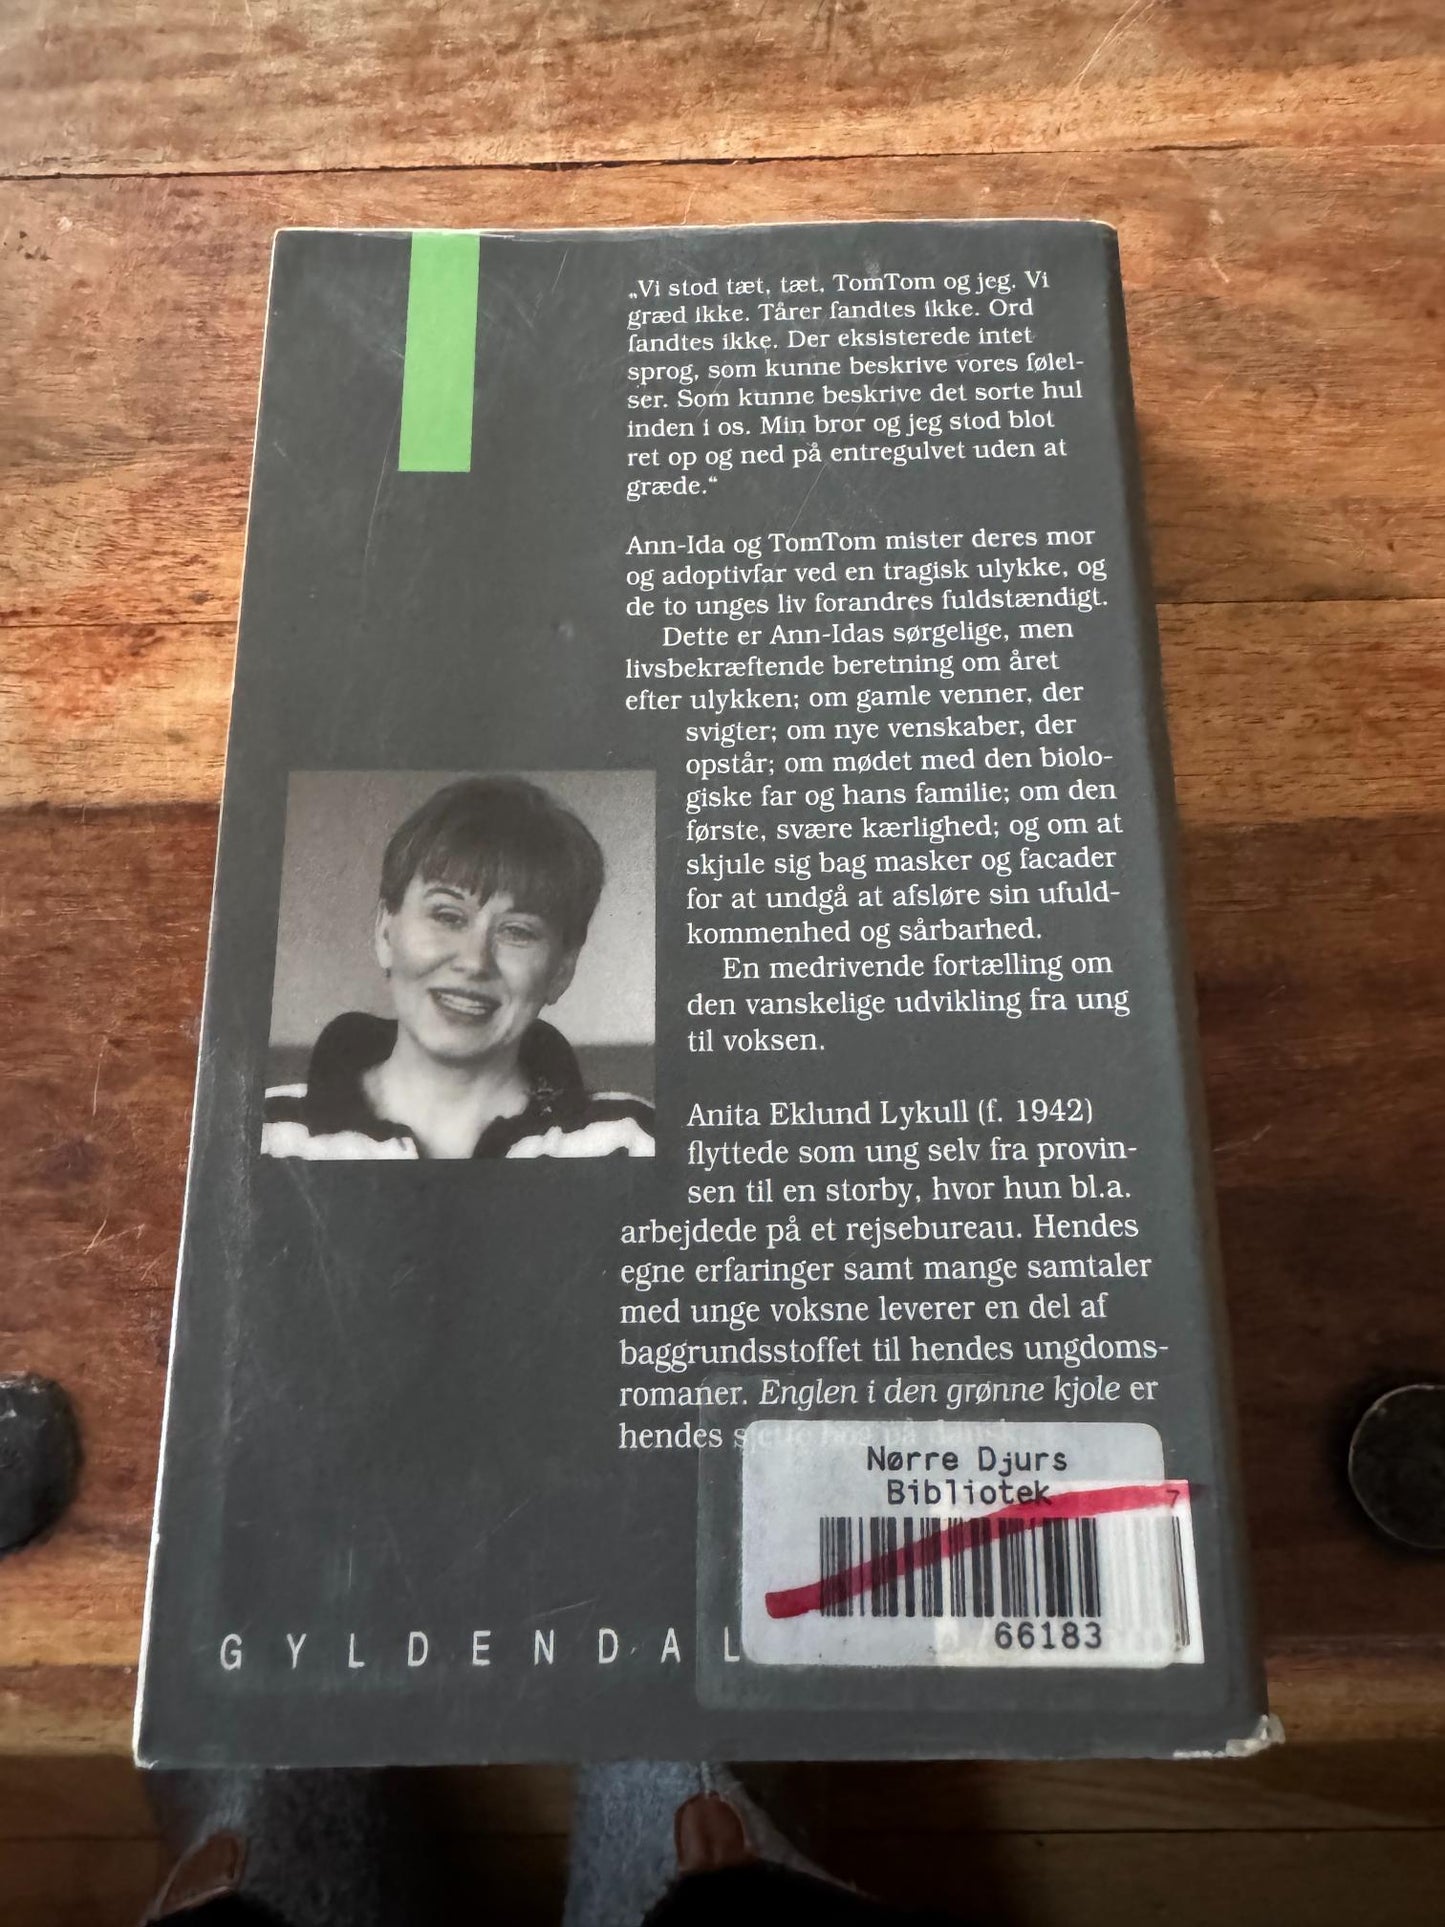 „Vi stod tæt, tæt, TomTom og jeg. Vi
græd ikke. Tårer fandtes ikke. Ord
fandtes ikke. Der eksisterede intet
sprog, som kunne beskrive vores følel-
ser. Som kunne beskrive det sorte hul
inden i os. Min bror og jeg stod blot
ret op og ned på entregulvet uden at
græde.“
Ann-Ida og TomTom mister deres mor
og adoptivfar ved en tragisk ulykke, og
de to unges liv forandres fuldstændigt.
Dette er Ann-Idas sørgelige, men
livsbekræftende beretning om året
efter ulykken; om gamle venner, der
svigter; om nye venskaber, der
opstår; om mødet med den biolo-
giske far og hans familie; om den
første, svære kærlighed; og om at
skjule sig bag masker og facader
for at undgå at afsløre sin ufuld-
kommenhed og sårbarhed.
En medrivende fortælling om
den vanskelige udvikling fra ung
til voksen.
Anita Eklund Lykull (f. 1942)
flyttede som ung selv fra provin-
sen til en storby, hvor hun bl.a.
arbejdede på et rejsebureau. Hendes
egne erfaringer samt mange samtaler
med unge voksne leverer en del af
baggrundsstoffet til hendes ungdoms-
romaner. Englen i den grønne kjole er
hendes sjette bog på dansk.
Nørre Djurs
Bibliotek
7
66183
GYLDENDAL